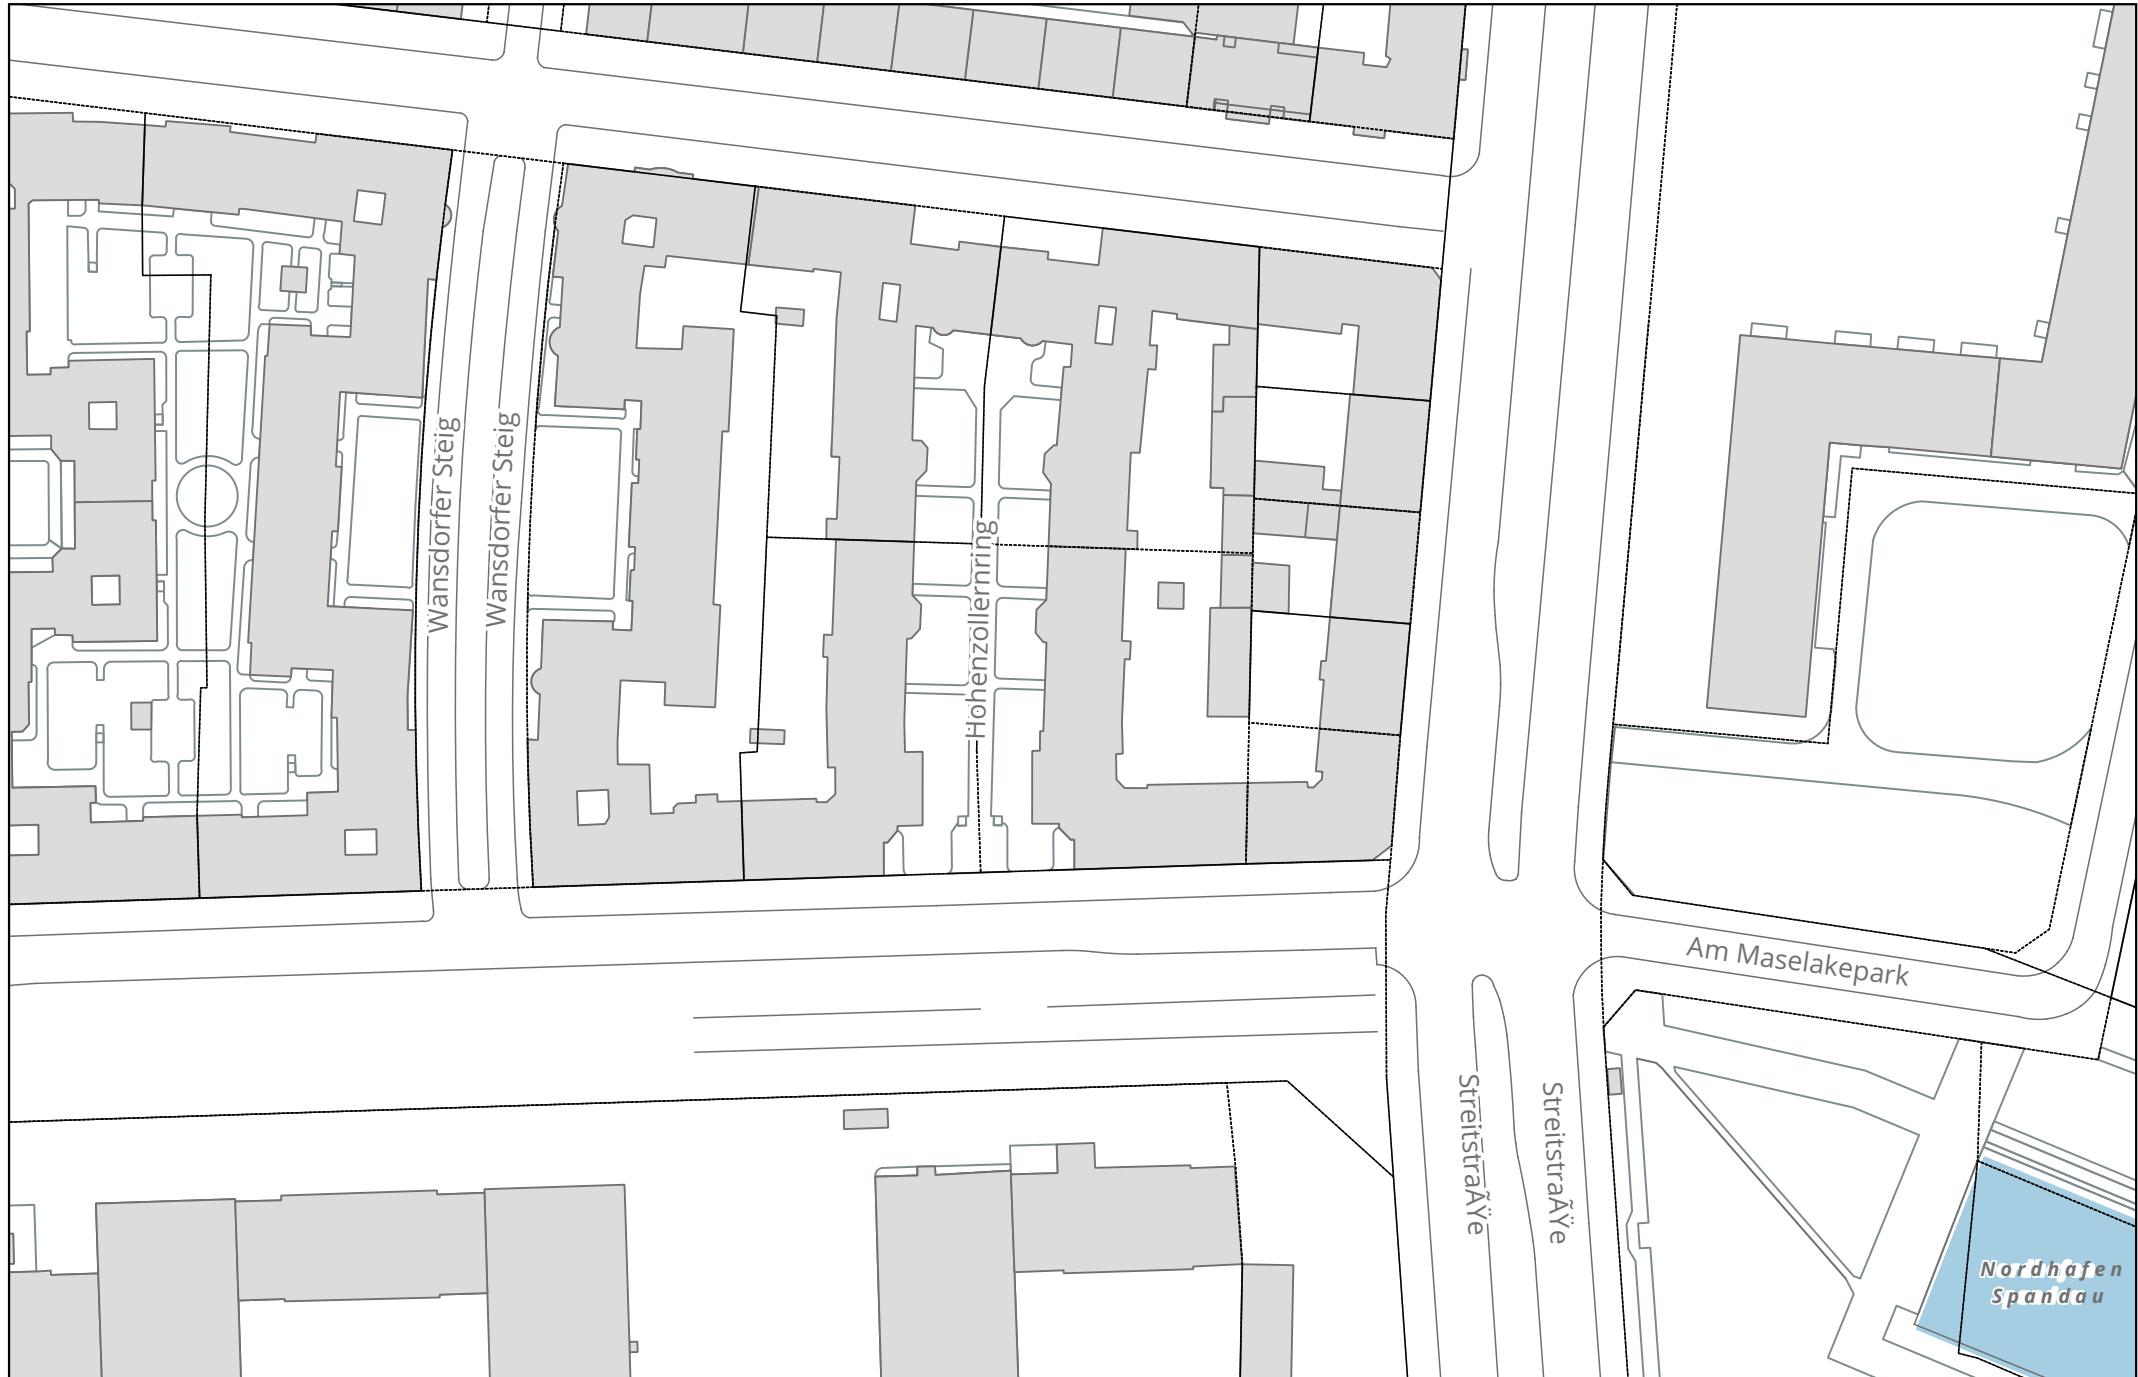 Wansdorfer Steig
Wansdorfer Steig
Hohenzollernring
Am Maselakepark
StreitstraÃŸe
StreitstraÃŸe
Nordhafen
Spandau